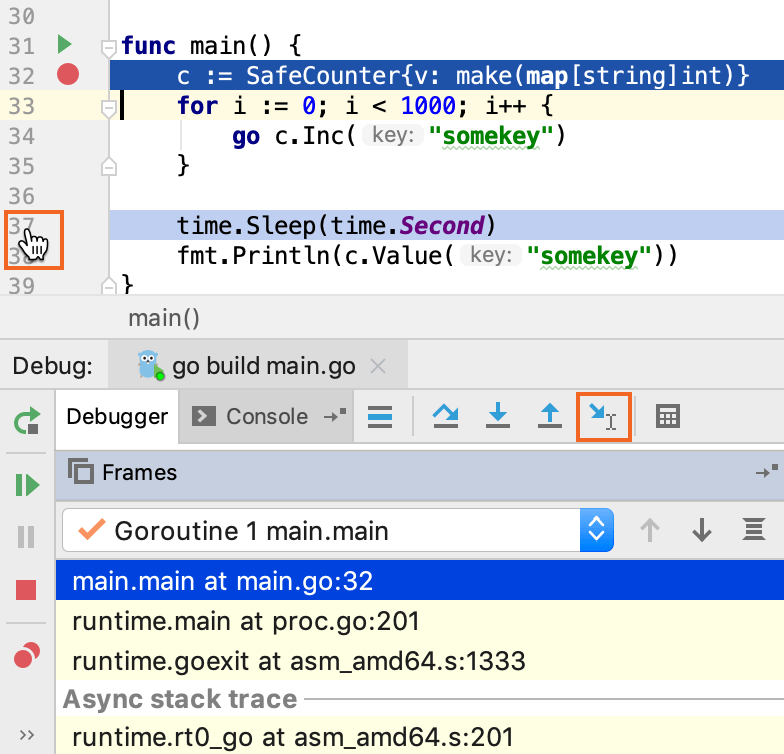 30
31 func main() {
32 c := SafeCounter{v: make(map[string]int)}
33 for i := 0; i < 1000; i++ {
34 go c.Inc( key: "somekey")
35 }
36
37 time.Sleep(time.Second)
38 fmt.Println(c.Value( key: "somekey"))
39 }
main()
Debug: go build main.go
Debugger Console
Frames
Goroutine 1 main.main
main.main at main.go:32
runtime.main at proc.go:201
runtime.goexit at asm_amd64.s:1333
Async stack trace
runtime.rt0_go at asm_amd64.s:201